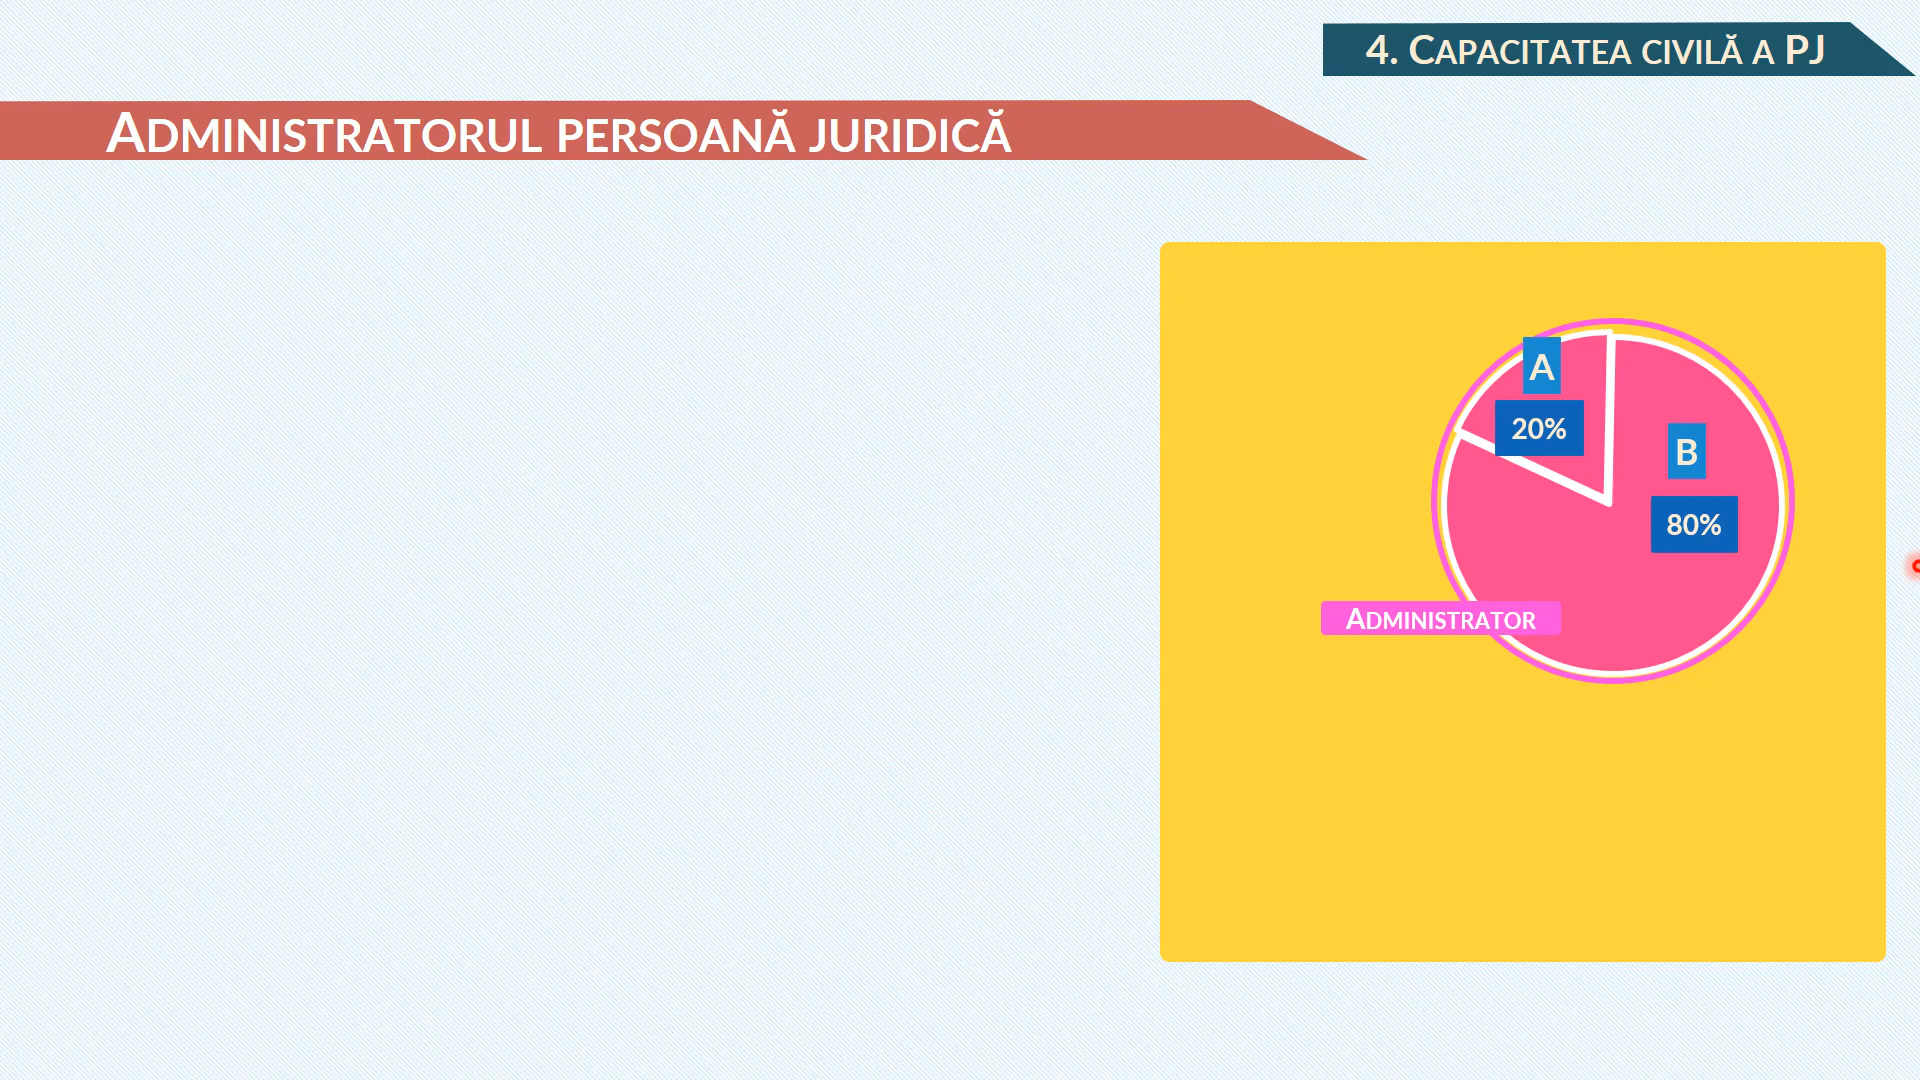 4. Capacitatea civilă a PJ
Administratorul persoană juridică
A
20%
B
80%
Administrator